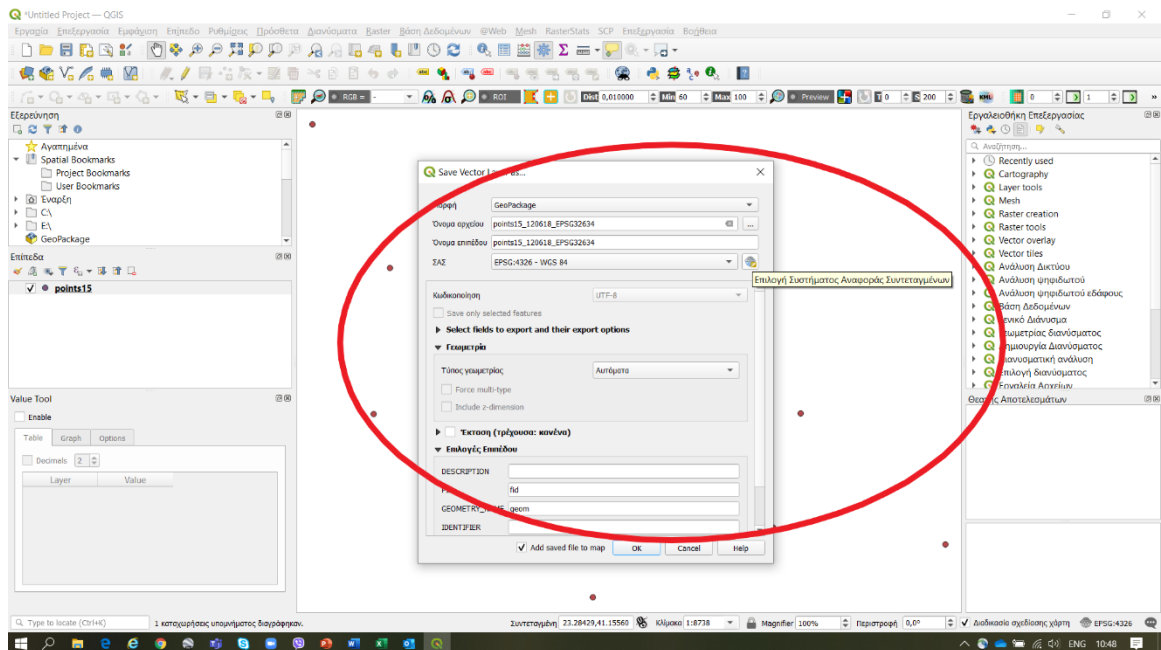 *Untitled Project — QGIS
Εργαγία Επεξεργασία Εμφάνιση Επίπεδο Ρυθμίσεις Πρόσθετα Διανύσματα Raster Βάση Δεδομένων @Web Mesh RasterStats SCP Επεξεργασία Βοήθεια
RGB = - ROI Dist 0,010000 Min 60 Max 100 Preview T 0 S 200 KML 0 1
Εξερεύνηση
Αγαπημένα
Spatial Bookmarks
Project Bookmarks
User Bookmarks
Έναρξη
C:\
E:\
GeoPackage
Επίπεδα
points15
Value Tool
Enable
Table Graph Options
Decimals 2
Layer Value
Save Vector Layer as...
GeoPackage
Όνομα αρχείου points15_120618_EPSG32634
Όνομα επιπέδου points15_120618_EPSG32634
ΣΑΣ EPSG:4326 - WGS 84
Επιλογή Συστήματος Αναφοράς Συντεταγμένων
Κωδικοποίηση UTF-8
Save only selected features
Select fields to export and their export options
Γεωμετρία
Τύπος γεωμετρίας Αυτόματα
Force multi-type
Include z-dimension
Έκταση (τρέχουσα: κανένα)
Επιλογές Επιπέδου
DESCRIPTION
fid
geom
IDENTIFIER
Add saved file to map OK Cancel Help
Εργαλειοθήκη Επεξεργασίας
Αναζήτηση...
Recently used
Cartography
Layer tools
Mesh
Raster creation
Raster tools
Vector overlay
Vector tiles
Ανάλυση Δικτύου
Ανάλυση ψηφιδωτού
Ανάλυση ψηφιδωτού εδάφους
Βάση Δεδομένων
Γενικό Διάνυσμα
Γεωμετρίας διανύσματος
Δημιουργία Διανύσματος
Διανυσματική ανάλυση
Επιλογή διανύσματος
Εργαλεία Αρχείων
Θεατής Αποτελεσμάτων
Type to locate (Ctrl+K) 1 καταχωρήσεις υπομνήματος διαγράφηκαν. Συντεταγμένη 23.28429,41.15560 Κλίμακα 1:8738 Magnifier 100% Περιστροφή 0,0° Διαδικασία σχεδίασης χάρτη EPSG:4326
ENG 10:48